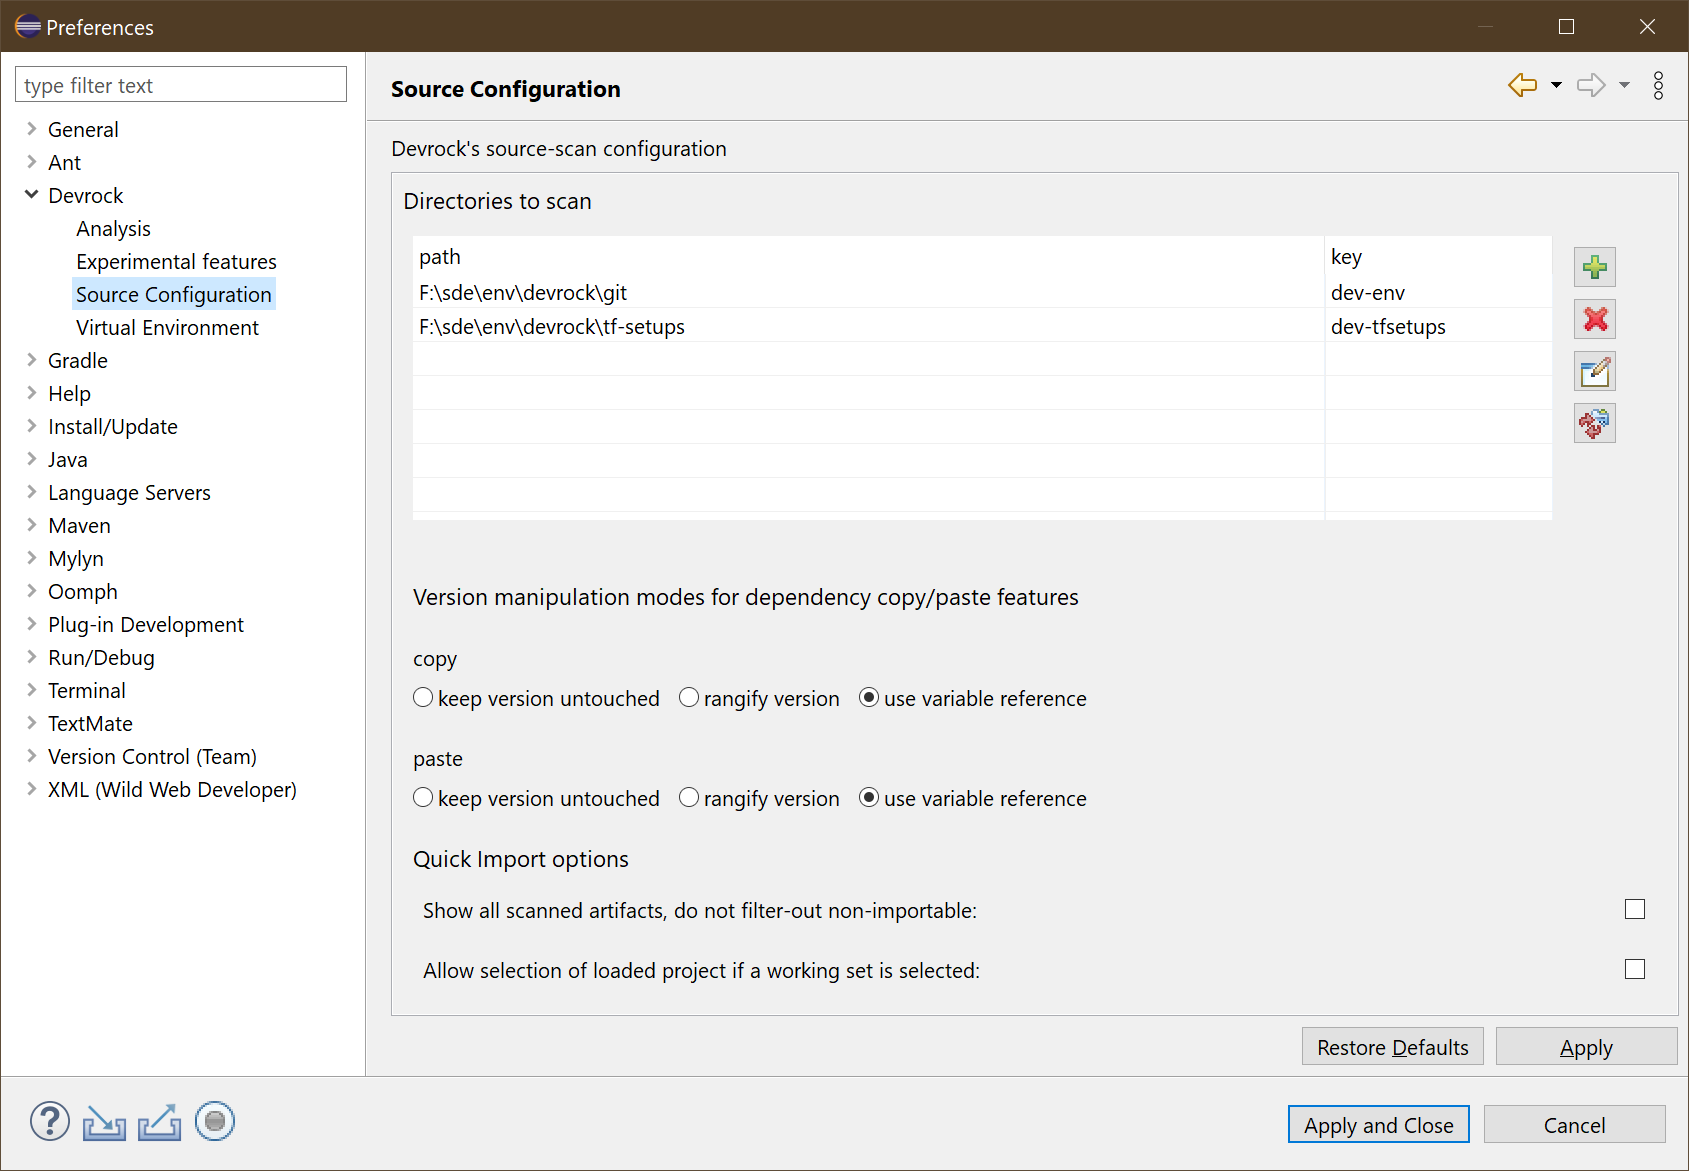 Preferences
type filter text
General
Ant
Devrock
Analysis
Experimental features
Source Configuration
Virtual Environment
Gradle
Help
Install/Update
Java
Language Servers
Maven
Mylyn
Oomph
Plug-in Development
Run/Debug
Terminal
TextMate
Version Control (Team)
XML (Wild Web Developer)
Source Configuration
Devrock's source-scan configuration
Directories to scan
path key
F:\sde\env\devrock\git dev-env
F:\sde\env\devrock\tf-setups dev-tfsetups
Version manipulation modes for dependency copy/paste features
copy
keep version untouched rangify version use variable reference
paste
keep version untouched rangify version use variable reference
Quick Import options
Show all scanned artifacts, do not filter-out non-importable:
Allow selection of loaded project if a working set is selected:
Restore Defaults Apply
? Apply and Close Cancel